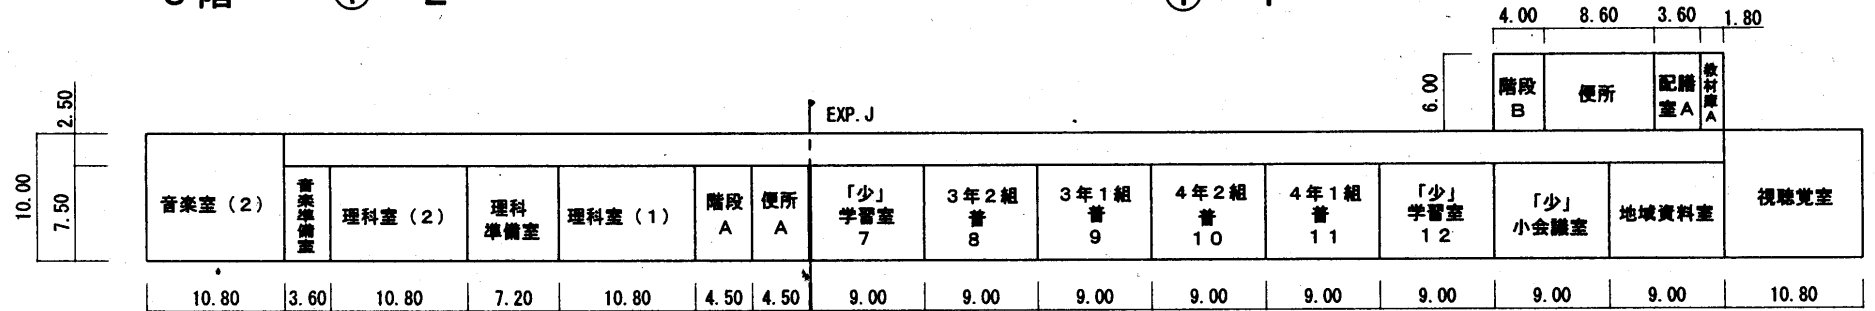 4.00 8.60 3.60 1.80
6.00
階段
B
便所
配膳
室A
教材庫A
EXP.J
2.50
10.00
7.50
音楽室(2)
音楽準備室
理科室(2)
理科
準備室
理科室(1)
階段
A
便所
A
「少」
学習室
7
3年2組
普
8
3年1組
普
9
4年2組
普
10
4年1組
普
11
「少」
学習室
12
「少」
小会議室
地域資料室
視聴覚室
10.80 3.60 10.80 7.20 10.80 4.50 4.50 9.00 9.00 9.00 9.00 9.00 9.00 9.00 9.00 10.80